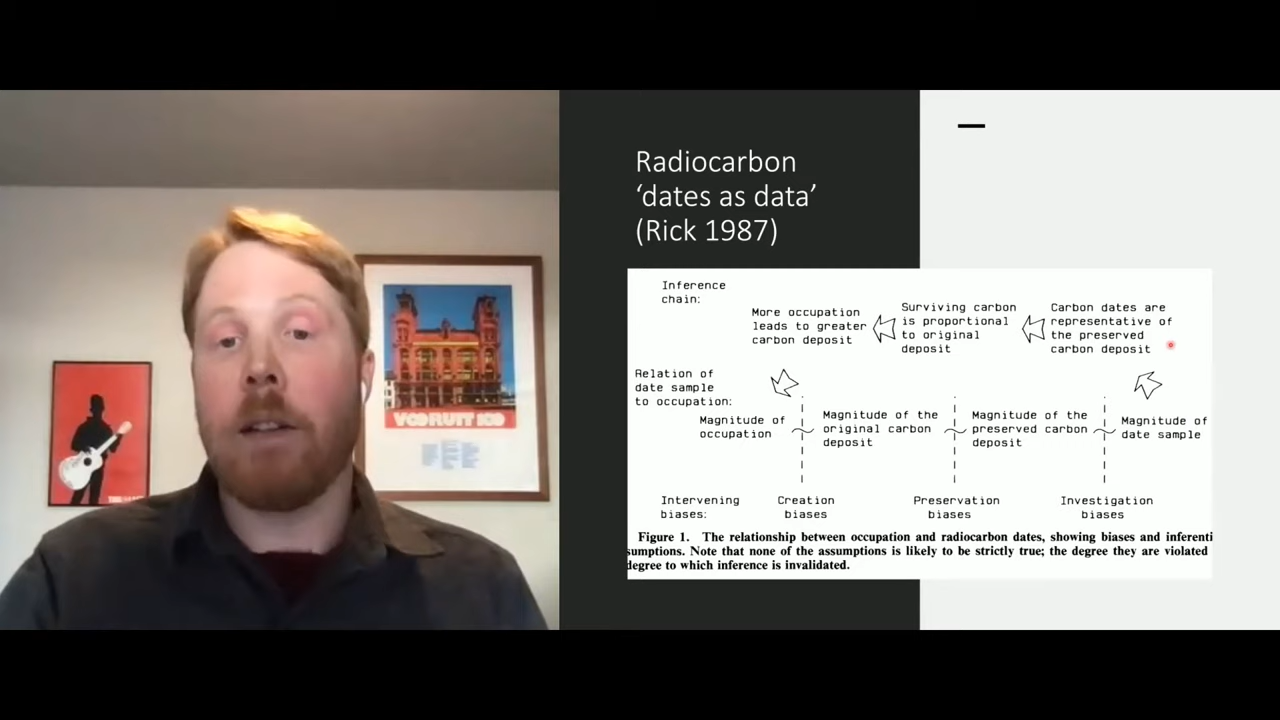 Radiocarbon
‘dates as data’
(Rick 1987)
Inference
chain:
More occupation
leads to greater
carbon deposit
Surviving carbon
is proportional
to original
deposit
Carbon dates are
representative of
the preserved
carbon deposit
Relation of
date sample
to occupation:
Magnitude of
occupation
Magnitude of the
original carbon
deposit
Magnitude of the
preserved carbon
deposit
Magnitude of
date sample
Intervening
biases:
Creation
biases
Preservation
biases
Investigation
biases
Figure 1. The relationship between occupation and radiocarbon dates, showing biases and inferenti
sumptions. Note that none of the assumptions is likely to be strictly true; the degree they are violated
degree to which inference is invalidated.